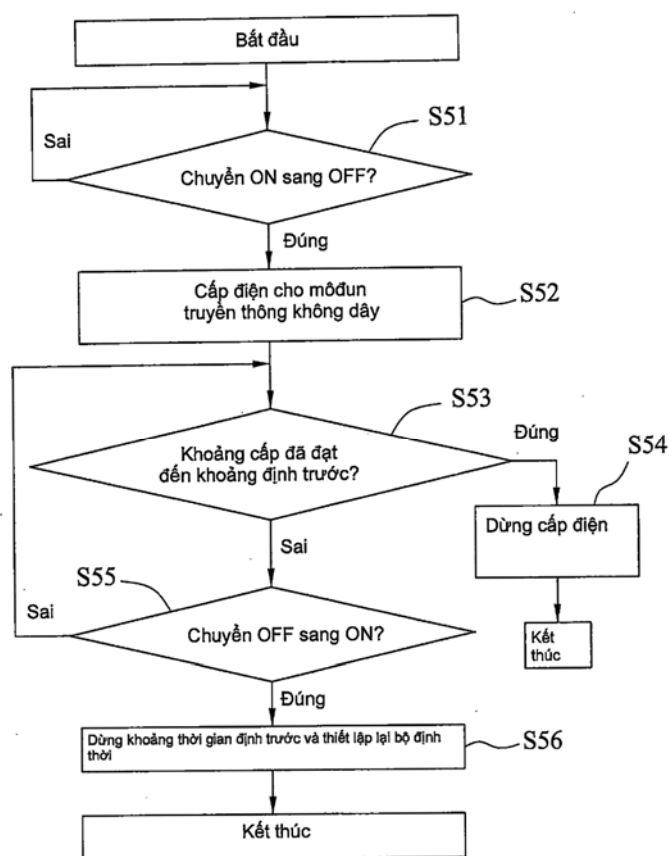 Bắt đầu
S51
Sai
Chuyển ON sang OFF?
Đúng
Cấp điện cho môđun
truyền thông không dây
S52
S53
Khoảng cấp đã đạt
đến khoảng định trước?
Đúng
S54
Dừng cấp điện
Sai
S55
Sai
Chuyển OFF sang ON?
Kết
thúc
Đúng
Dừng khoảng thời gian định trước và thiết lập lại bộ định
thời
S56
Kết thúc